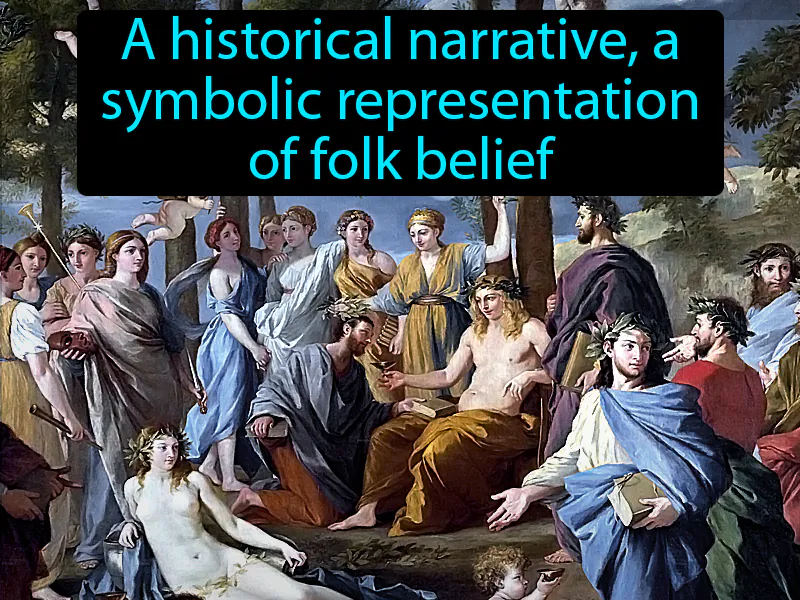 A historical narrative, a
symbolic representation
of folk belief